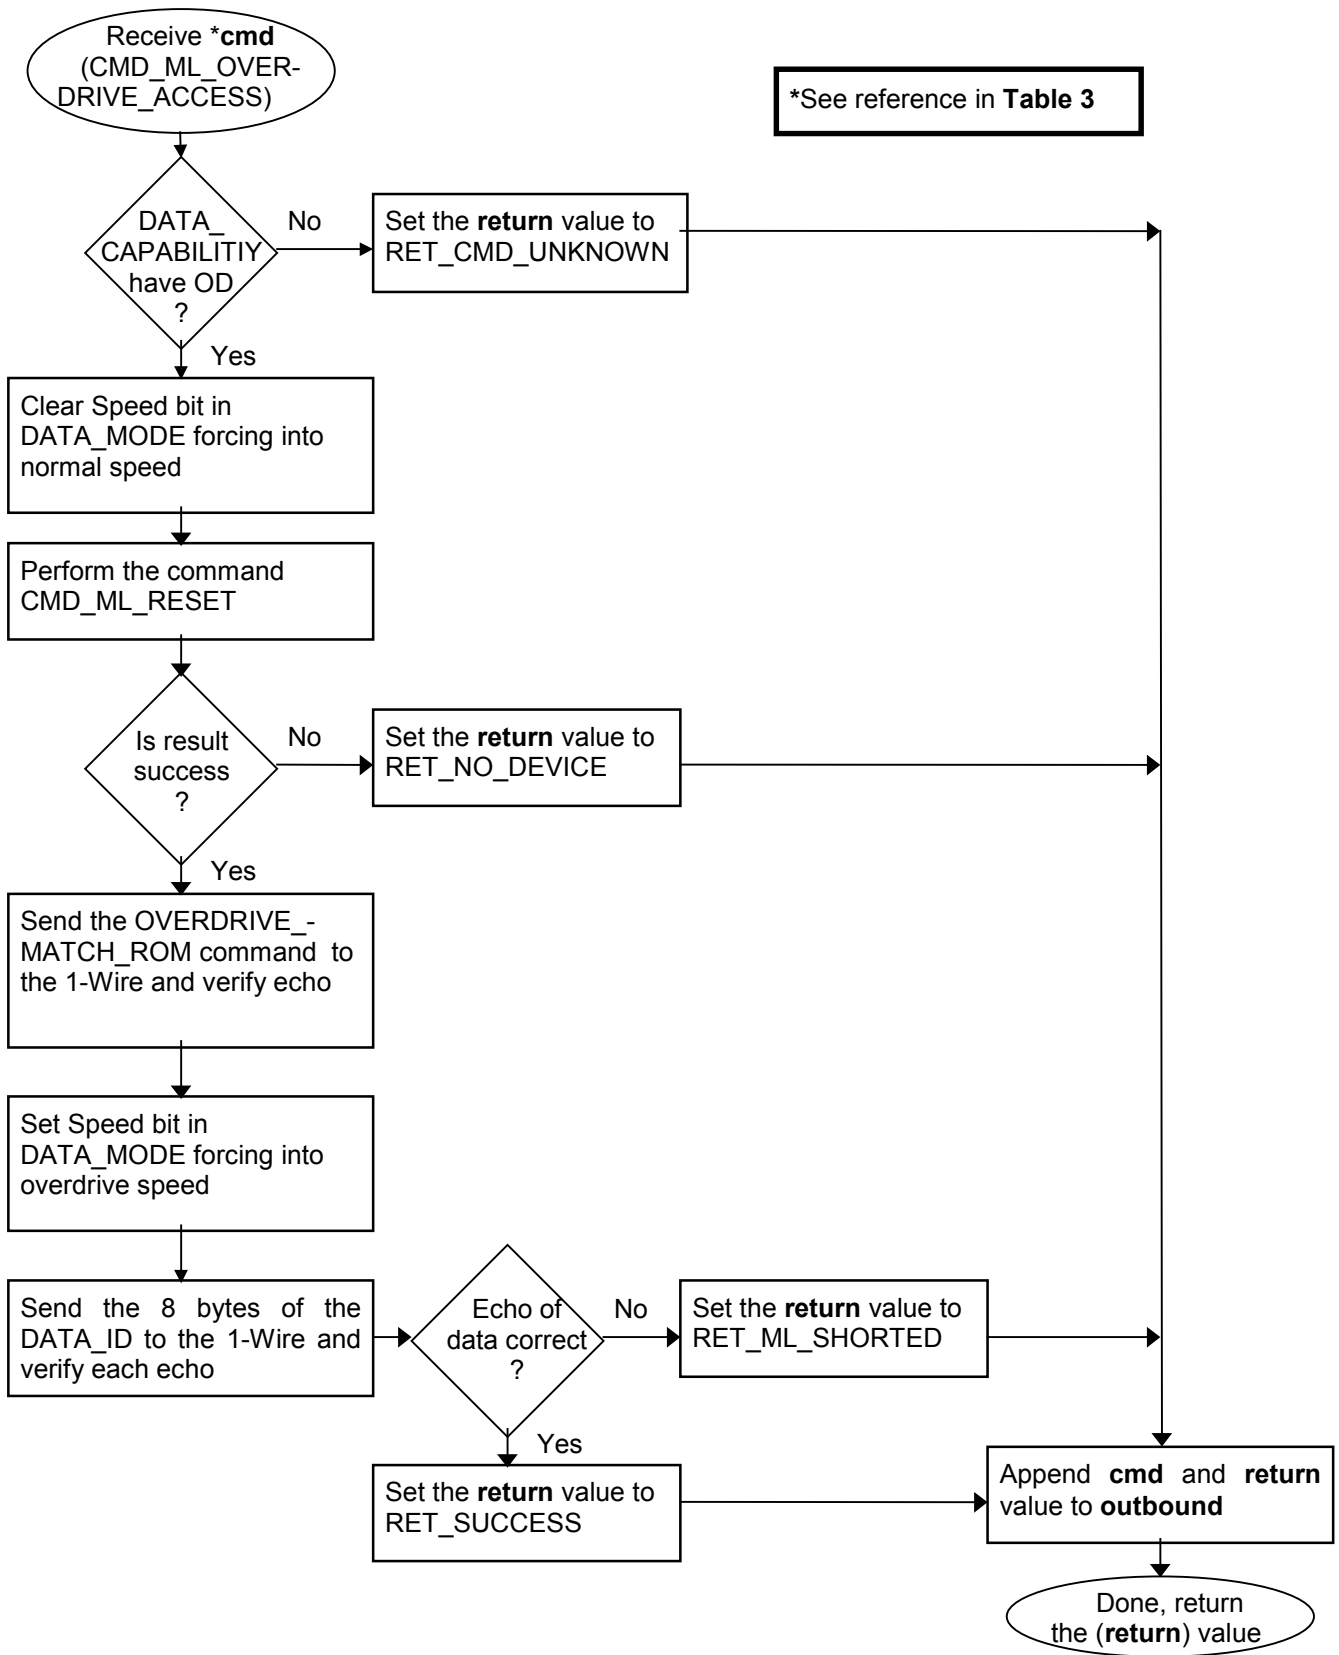 Receive *cmd
(CMD_ML_OVER-
DRIVE_ACCESS)
*See reference in Table 3
DATA_
CAPABILITIY
have OD
?
No
Set the return value to
RET_CMD_UNKNOWN
Yes
Clear Speed bit in
DATA_MODE forcing into
normal speed
Perform the command
CMD_ML_RESET
Is result
success
?
No
Set the return value to
RET_NO_DEVICE
Yes
Send the OVERDRIVE_-
MATCH_ROM command to
the 1-Wire and verify echo
Set Speed bit in
DATA_MODE forcing into
overdrive speed
Send the 8 bytes of the
DATA_ID to the 1-Wire and
verify each echo
Echo of
data correct
?
No
Set the return value to
RET_ML_SHORTED
Yes
Set the return value to
RET_SUCCESS
Append cmd and return
value to outbound
Done, return
the (return) value